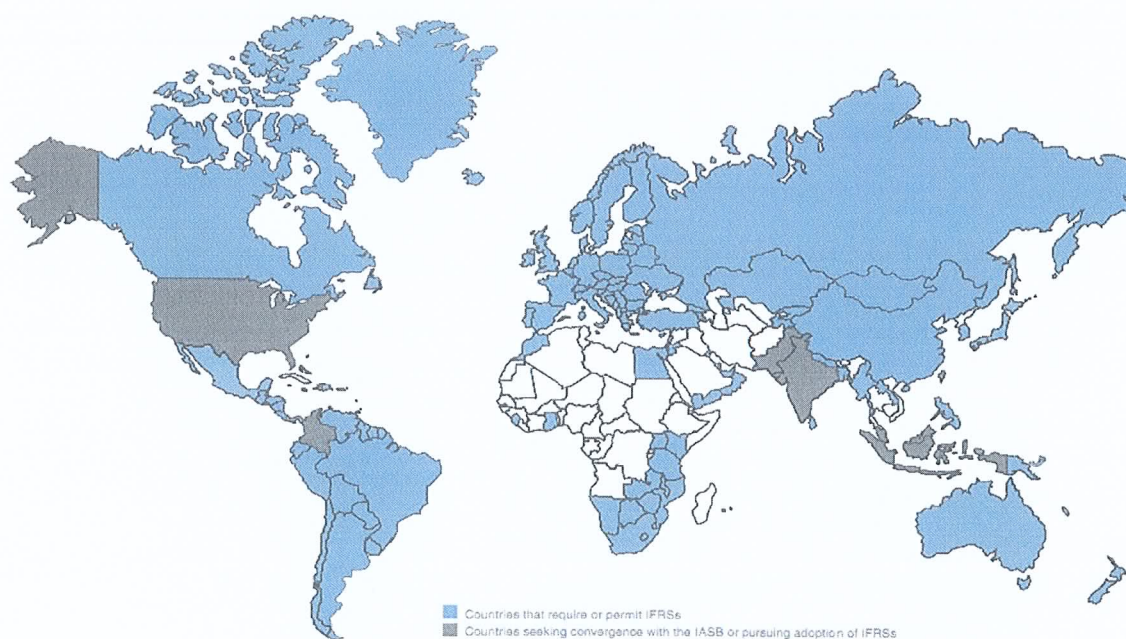 Countries that require or permit IFRSs
Countries seeking convergence with the IASB or pursuing adoption of IFRSs